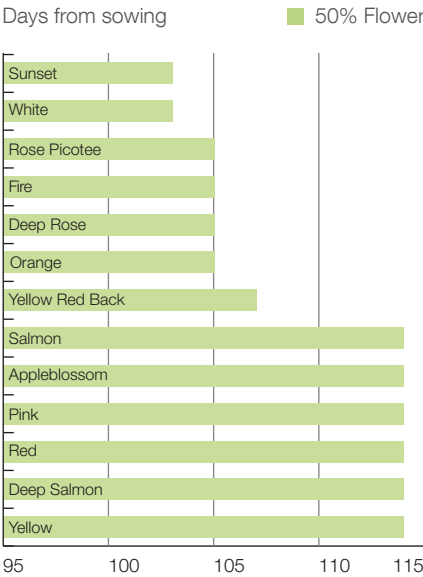 Days from sowing 50% Flower
Sunset
White
Rose Picotee
Fire
Deep Rose
Orange
Yellow Red Back
Salmon
Appleblossom
Pink
Red
Deep Salmon
Yellow
95 100 105 110 115